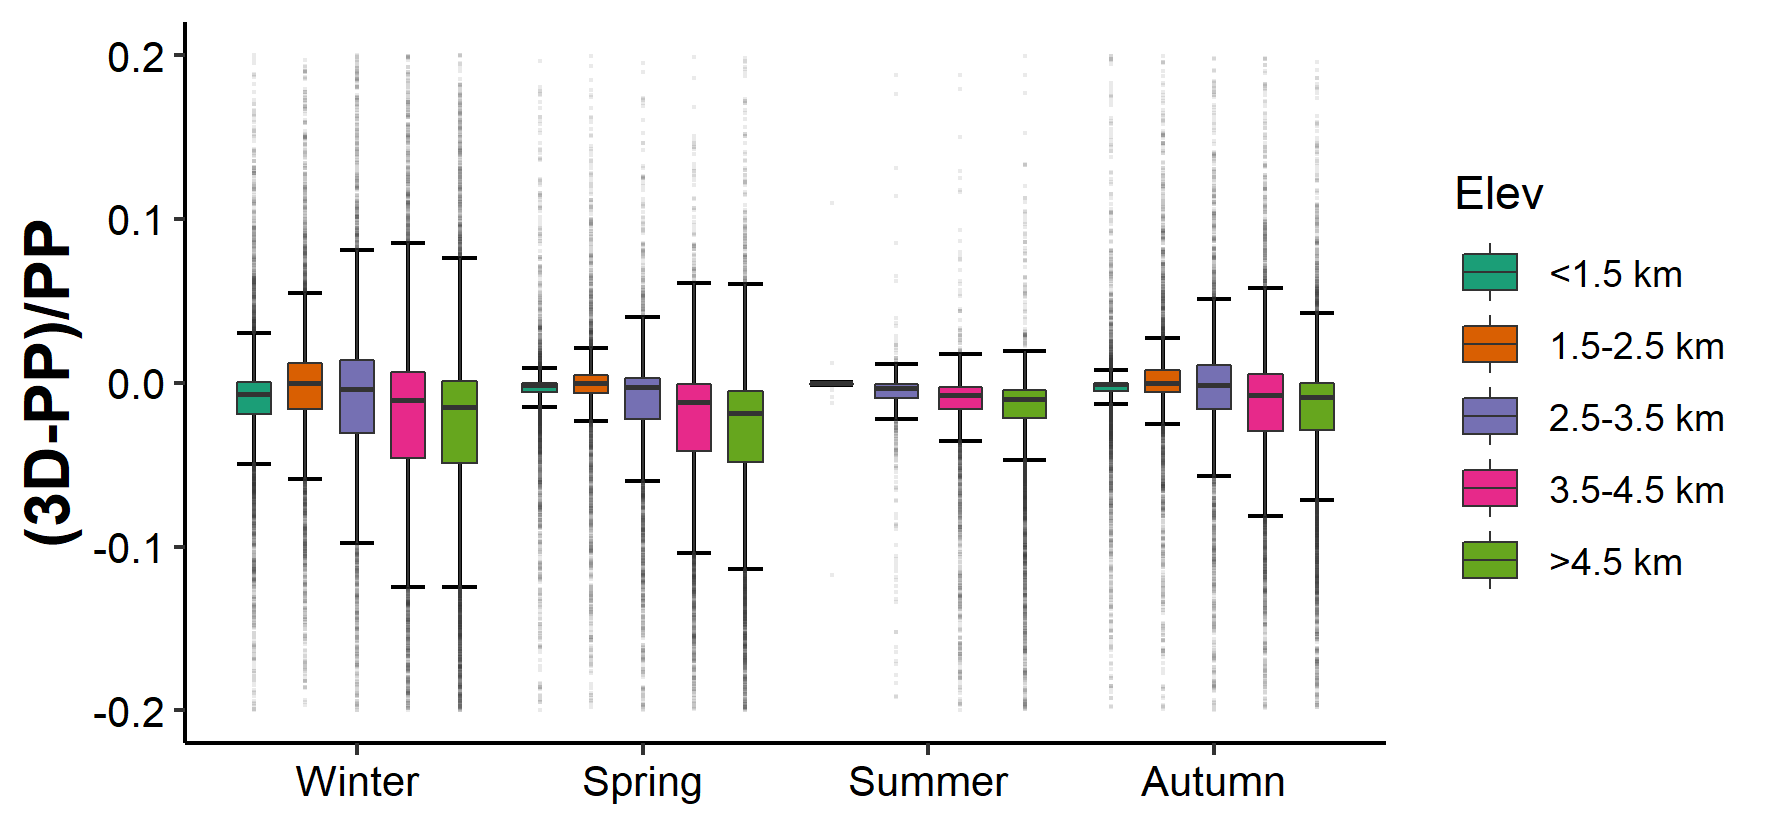 (3D-PP)/PP
0.2
0.1
0.0
-0.1
-0.2
Winter Spring Summer Autumn
Elev
<1.5 km
1.5-2.5 km
2.5-3.5 km
3.5-4.5 km
>4.5 km